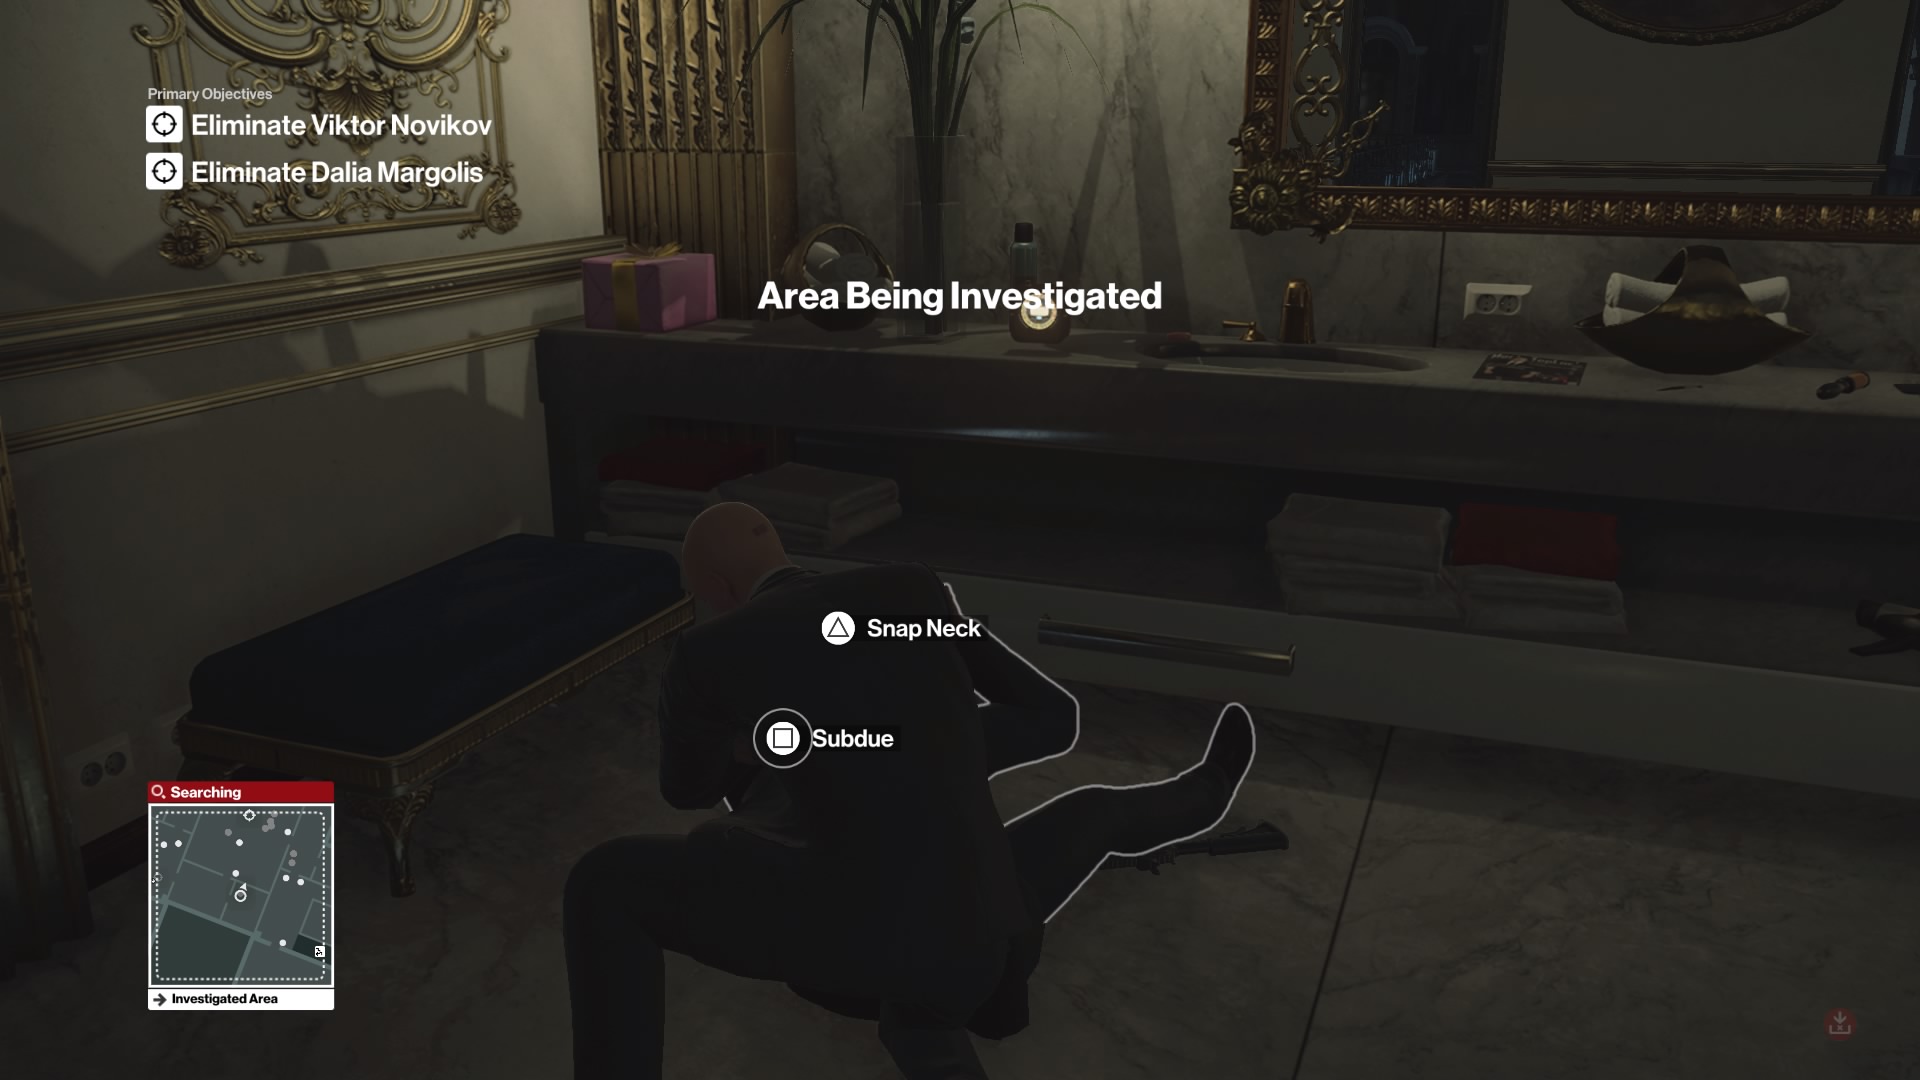 Primary Objectives
Eliminate Viktor Novikov
Eliminate Dalia Margolis
Area Being Investigated
Snap Neck
Subdue
Searching
Investigated Area